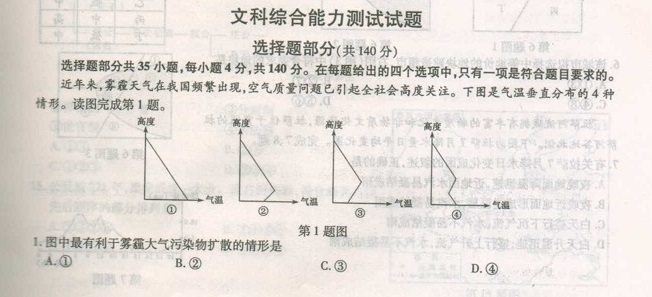 文科综合能力测试试题
选择题部分(共140分)
选择题部分共35小题,每小题4分,共140分。在每题给出的四个选项中,只有一项是符合题目要求的。
近年来,雾霾天气在我国频繁出现,空气质量问题已引起全社会高度关注。下图是气温垂直分布的4种
情形。读图完成第1题。
高度 高度 高度 高度
气温 气温 气温 气温
① ② ③ ④
第1题图
1.图中最有利于雾霾大气污染物扩散的情形是
A.① B.② C.③ D.④